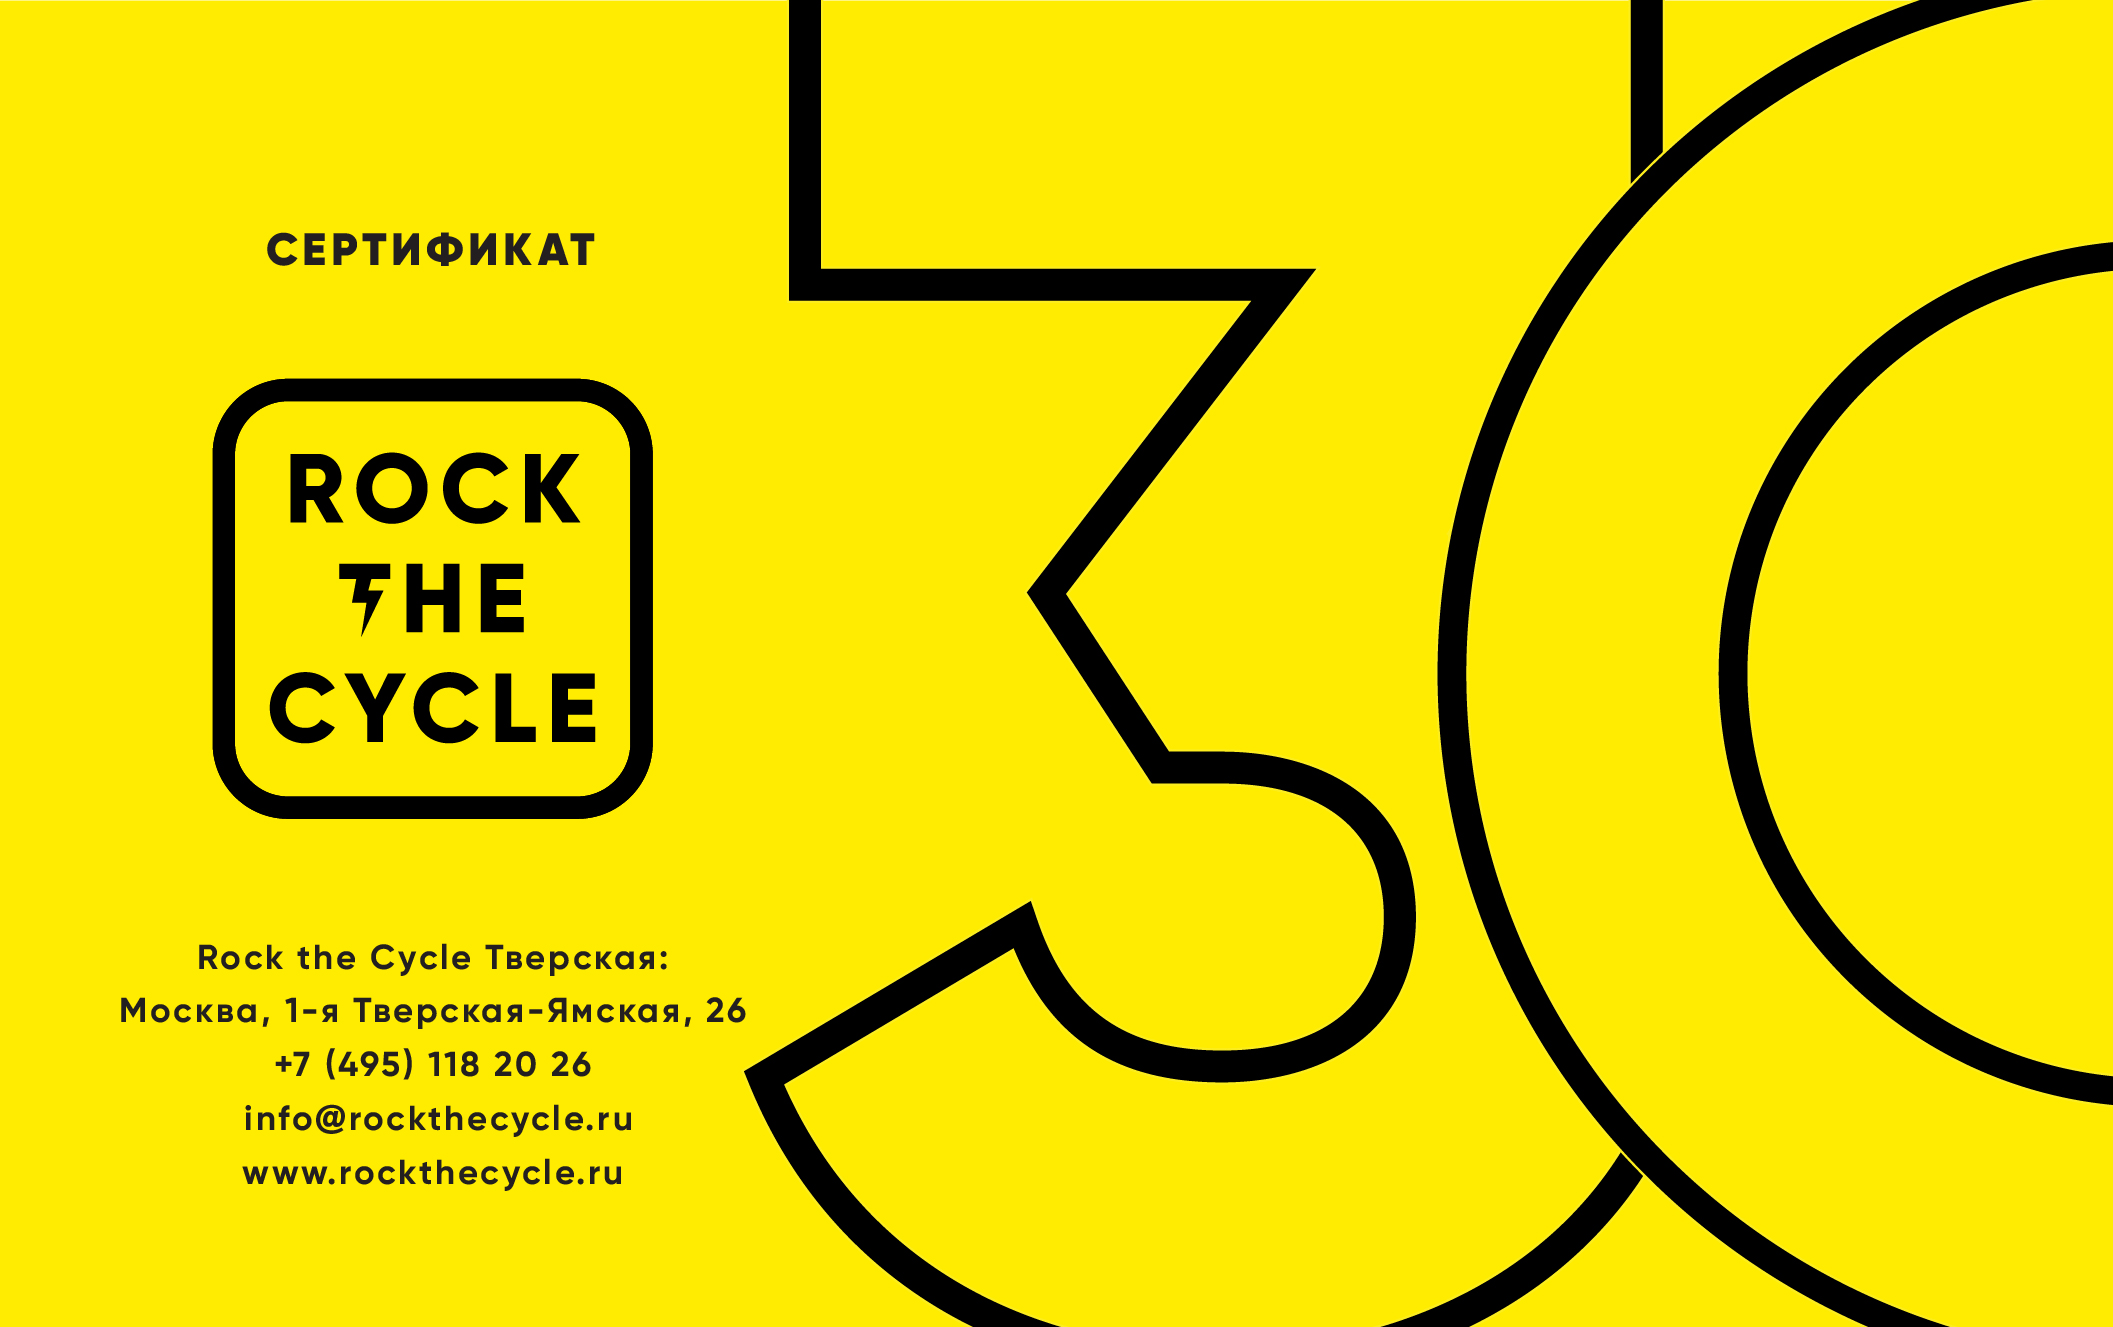 СЕРТИФИКАТ
ROCK
THE
CYCLE
Rock the Cycle Тверская:
Москва, 1-я Тверская-Ямская, 26
+7 (495) 118 20 26
info@rockthecycle.ru
www.rockthecycle.ru
30